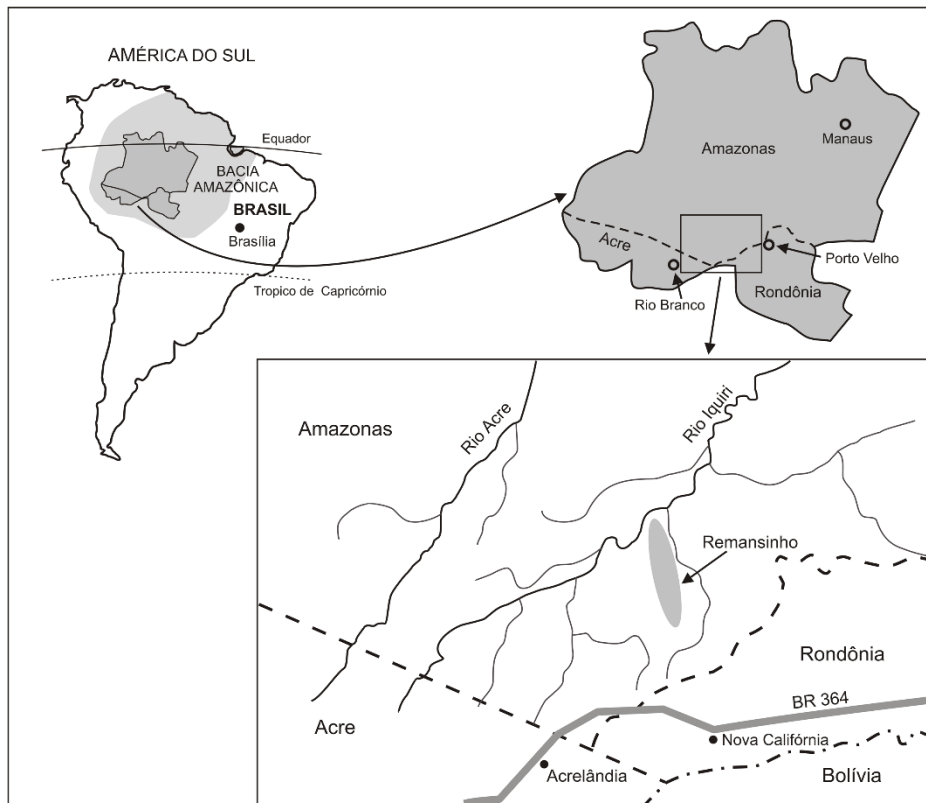 AMÉRICA DO SUL
Equador
BACIA
AMAZÔNICA
BRASIL
Brasília
Tropico de Capricórnio
Manaus
Amazonas
Acre
Porto Velho
Rio Branco
Rondônia
Amazonas
Rio Acre
Rio Iquiri
Remansinho
Rondônia
BR 364
Acre
Nova Califórnia
Acrelândia
Bolívia